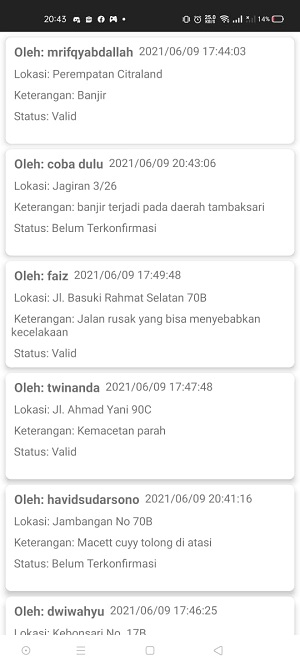 20:43
14%
Oleh: mrifqyabdallah 2021/06/09 17:44:03
Lokasi: Perempatan Citraland
Keterangan: Banjir
Status: Valid
Oleh: coba dulu 2021/06/09 20:43:06
Lokasi: Jagiran 3/26
Keterangan: banjir terjadi pada daerah tambaksari
Status: Belum Terkonfirmasi
Oleh: faiz 2021/06/09 17:49:48
Lokasi: Jl. Basuki Rahmat Selatan 70B
Keterangan: Jalan rusak yang bisa menyebabkan
kecelakaan
Status: Valid
Oleh: twinanda 2021/06/09 17:47:48
Lokasi: Jl. Ahmad Yani 90C
Keterangan: Kemacetan parah
Status: Valid
Oleh: havidsudarsono 2021/06/09 20:41:16
Lokasi: Jambangan No 70B
Keterangan: Macett cuyy tolong di atasi
Status: Belum Terkonfirmasi
Oleh: dwiwahyu 2021/06/09 17:46:25
Lokasi: Kebonsari No. 17B